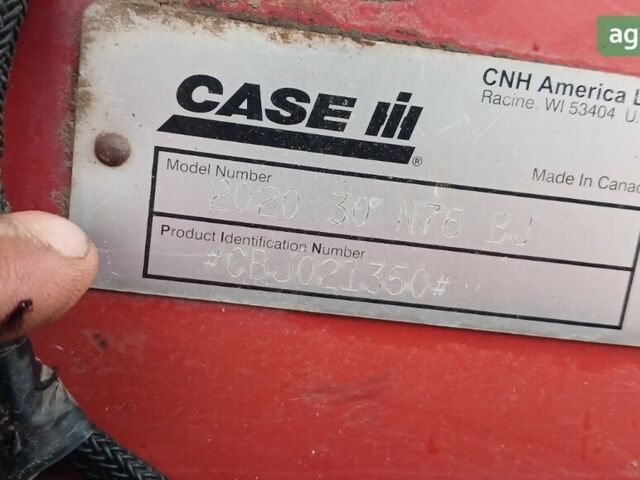 ag
CASE IH
CNH America L
Racine, WI 53404 U.
Model Number
Made In Canad
2020 30 N76 BJ
Product Identification Number
#CBJ021350#